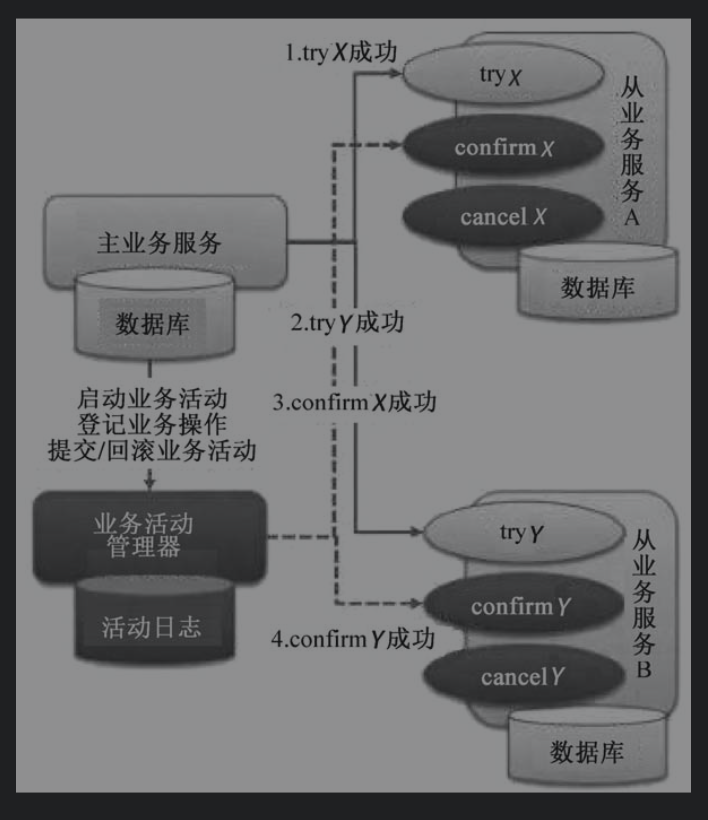 1.try X成功
try X
confirm X
cancel X
从业务服务A
数据库
主业务服务
数据库
2.try Y成功
启动业务活动
登记业务操作
提交/回滚业务活动
3.confirm X成功
业务活动
管理器
活动日志
try Y
confirm Y
cancel Y
从业务服务B
4.confirm Y成功
数据库